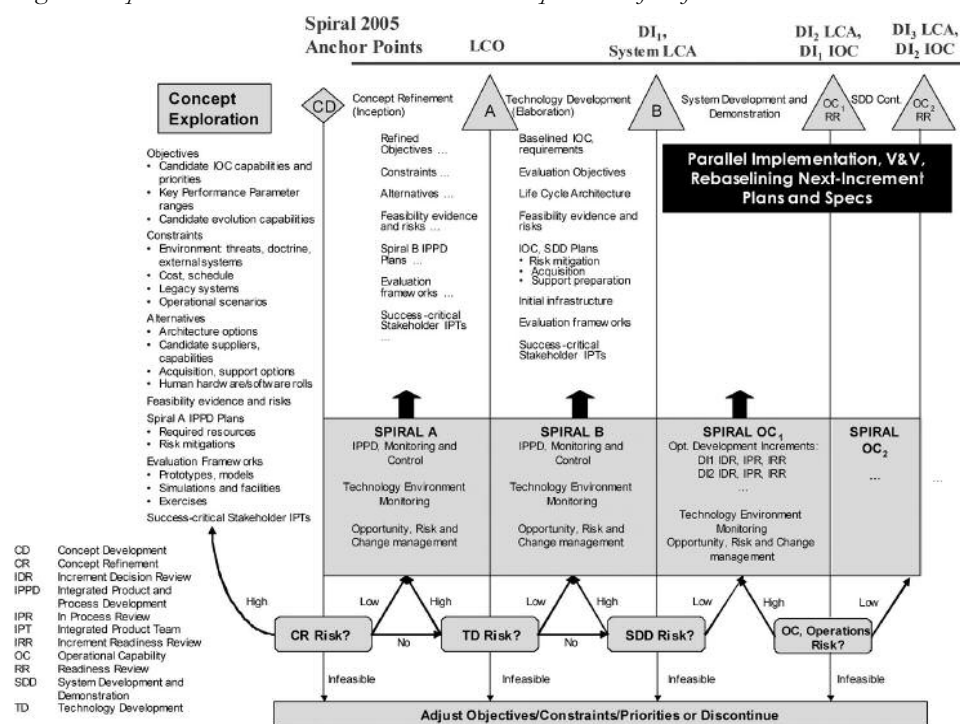 Spiral 2005
Anchor Points
LCO
DI1,
System LCA
DI2 LCA,
DI1 IOC
DI3 LCA,
DI2 IOC
Concept
Exploration
CD
Concept Refinement
(Inception)
A
Technology Development
(Elaboration)
B
System Development and
Demonstration
OC1
RR
SDD Cont.
OC2
RR
Objectives
• Candidate IOC capabilities and
priorities
• Key Performance Parameter
ranges
• Candidate evolution capabilities
Constraints
• Environment: threats, doctrine,
external systems
• Cost, schedule
• Legacy systems
• Operational scenarios
Alternatives
• Architecture options
• Candidate suppliers,
capabilities
• Acquisition, support options
• Human hardware/software rolls
Feasibility evidence and risks
Spiral A IPPD Plans
• Required resources
• Risk mitigations
Evaluation Frameworks
• Prototypes, models
• Simulations and facilities
• Exercises
Success-critical Stakeholder IPTs
Refined
Objectives ...
Constraints ...
Alternatives ...
Feasibility evidence
and risks ...
Spiral B IPPD
Plans ...
Evaluation
frameworks ...
Success-critical
Stakeholder IPTs
...
Baselined IOC,
requirements
Evaluation Objectives
Life Cycle Architecture
Feasibility evidence and
risks
IOC, SDD Plans
• Risk mitigation
• Acquisition
• Support preparation
Initial infrastructure
Evaluation frameworks
Success-critical
Stakeholder IPTs
Parallel Implementation, V&V,
Rebaselining Next-Increment
Plans and Specs
SPIRAL A
IPPD, Monitoring and
Control
Technology Environment
Monitoring
Opportunity, Risk and
Change management
SPIRAL B
IPPD, Monitoring and
Control
Technology Environment
Monitoring
Opportunity, Risk and
Change management
SPIRAL OC1
Opt. Development Increments:
DI1 IDR, IPR, IRR
DI2 IDR, IPR, IRR
...
Technology Environment
Monitoring
Opportunity, Risk and Change
management
SPIRAL
OC2
...
...
CD Concept Development
CR Concept Refinement
IDR Increment Decision Review
IPPD Integrated Product and
Process Development
IPR In Process Review
IPT Integrated Product Team
IRR Increment Readiness Review
OC Operational Capability
RR Readiness Review
SDD System Development and
Demonstration
TD Technology Development
High
Low
High
Low
High
Low
High
Low
CR Risk?
No
TD Risk?
No
SDD Risk?
OC, Operations
Risk?
Infeasible
Infeasible
Infeasible
Infeasible
Adjust Objectives/Constraints/Priorities or Discontinue